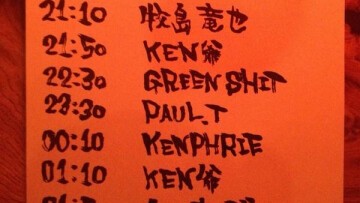 21:10 牧島竜也
21:50 KEN爺
22:30 GREEN SHIT
23:30 PAUL.T
00:10 KENPHRIE
01:10 KEN爺